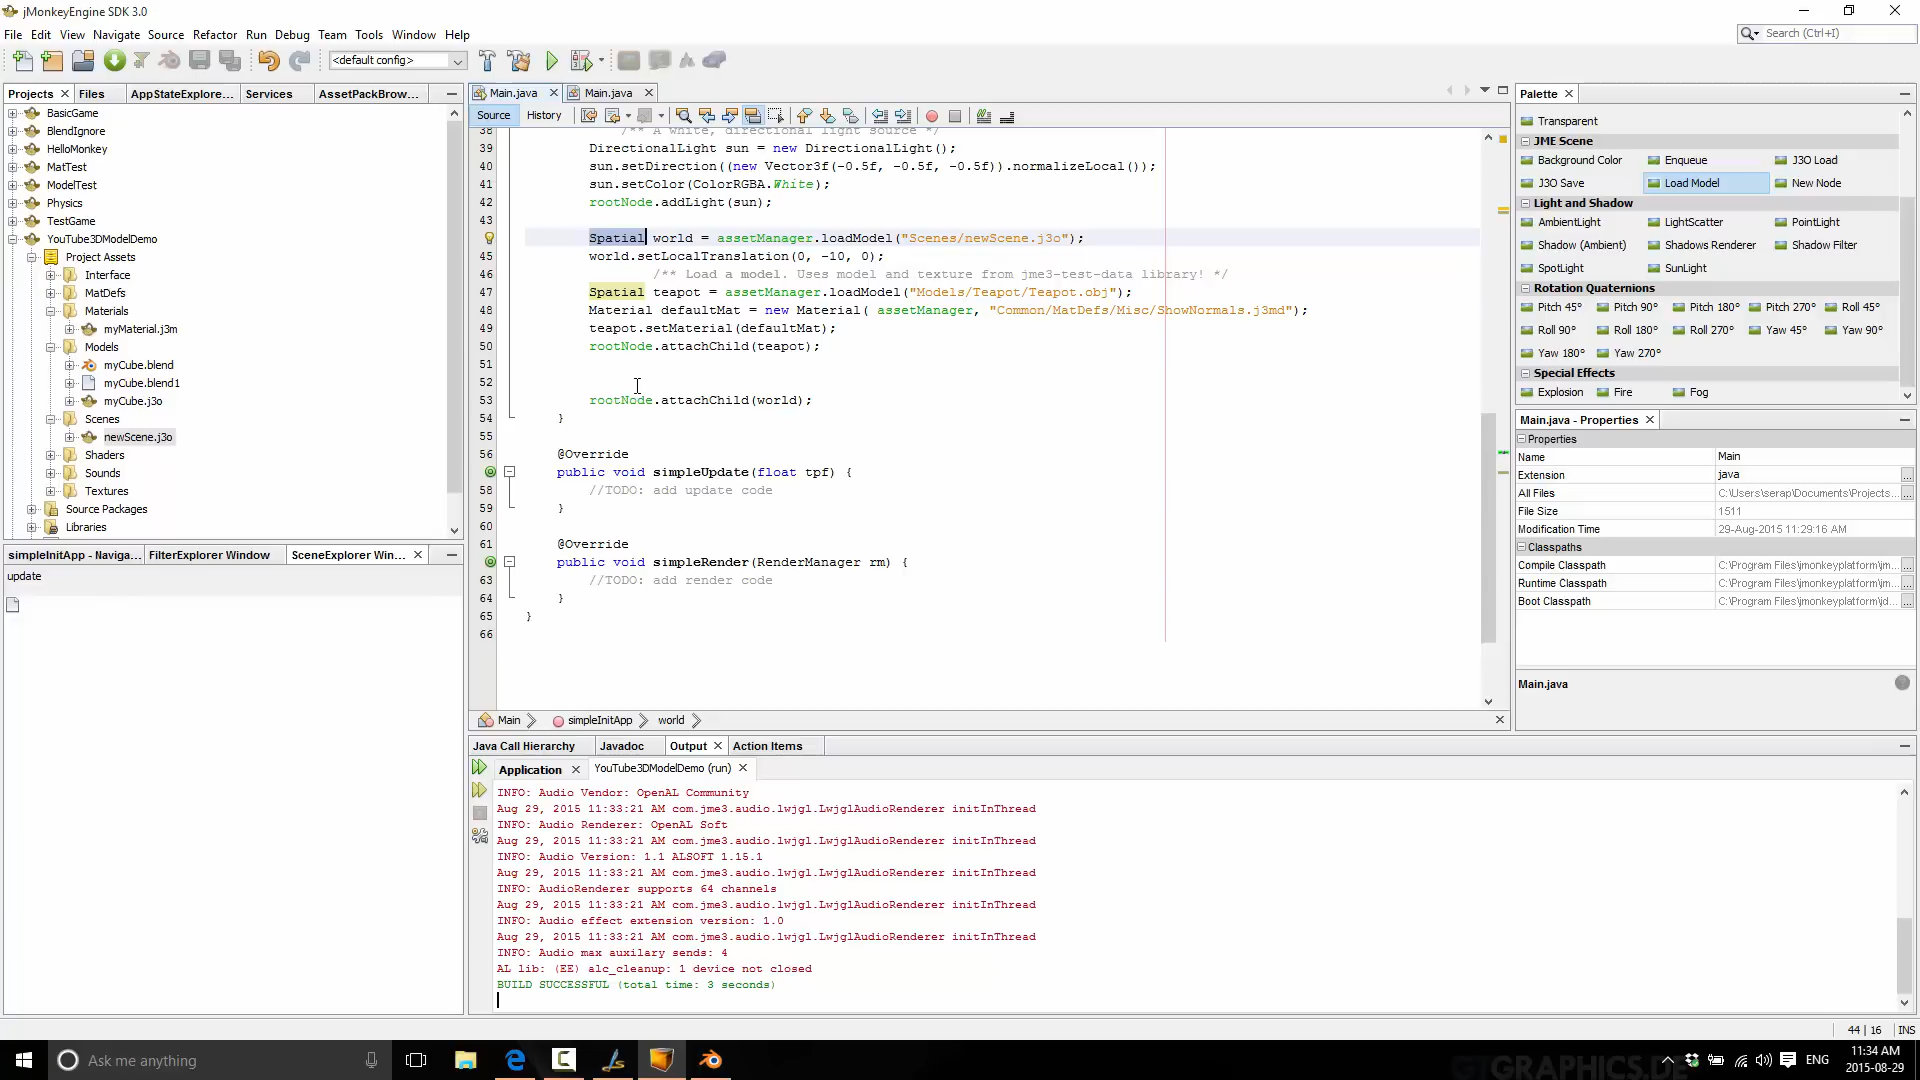 jMonkeyEngine SDK 3.0
File Edit View Navigate Source Refactor Run Debug Team Tools Window Help
Search (Ctrl+I)
<default config>
Projects Files AppStateExplore... Services AssetPackBrow...
BasicGame
BlendIgnore
HelloMonkey
MatTest
ModelTest
Physics
TestGame
YouTube3DModelDemo
Project Assets
Interface
MatDefs
Materials
myMaterial.j3m
Models
myCube.blend
myCube.blend1
myCube.j3o
Scenes
newScene.j3o
Shaders
Sounds
Textures
Source Packages
Libraries
simpleInitApp - Naviga... FilterExplorer Window SceneExplorer Win...
update
Main.java Main.java
Source History
38 /** A white, directional light source */
39 DirectionalLight sun = new DirectionalLight();
40 sun.setDirection((new Vector3f(-0.5f, -0.5f, -0.5f)).normalizeLocal());
41 sun.setColor(ColorRGBA.White);
42 rootNode.addLight(sun);
43
Spatial world = assetManager.loadModel("Scenes/newScene.j3o");
45 world.setLocalTranslation(0, -10, 0);
46 /** Load a model. Uses model and texture from jme3-test-data library! */
47 Spatial teapot = assetManager.loadModel("Models/Teapot/Teapot.obj");
48 Material defaultMat = new Material( assetManager, "Common/MatDefs/Misc/ShowNormals.j3md");
49 teapot.setMaterial(defaultMat);
50 rootNode.attachChild(teapot);
51
52
53 rootNode.attachChild(world);
54 }
55
56 @Override
public void simpleUpdate(float tpf) {
58 //TODO: add update code
59 }
60
61 @Override
public void simpleRender(RenderManager rm) {
63 //TODO: add render code
64 }
65 }
66
Main simpleInitApp world
Java Call Hierarchy Javadoc Output Action Items
Application YouTube3DModelDemo (run)
INFO: Audio Vendor: OpenAL Community
Aug 29, 2015 11:33:21 AM com.jme3.audio.lwjgl.LwjglAudioRenderer initInThread
INFO: Audio Renderer: OpenAL Soft
Aug 29, 2015 11:33:21 AM com.jme3.audio.lwjgl.LwjglAudioRenderer initInThread
INFO: Audio Version: 1.1 ALSOFT 1.15.1
Aug 29, 2015 11:33:21 AM com.jme3.audio.lwjgl.LwjglAudioRenderer initInThread
INFO: AudioRenderer supports 64 channels
Aug 29, 2015 11:33:21 AM com.jme3.audio.lwjgl.LwjglAudioRenderer initInThread
INFO: Audio effect extension version: 1.0
Aug 29, 2015 11:33:21 AM com.jme3.audio.lwjgl.LwjglAudioRenderer initInThread
INFO: Audio max auxilary sends: 4
AL lib: (EE) alc_cleanup: 1 device not closed
BUILD SUCCESSFUL (total time: 3 seconds)
Palette
Transparent
JME Scene
Background Color Enqueue J3O Load
J3O Save Load Model New Node
Light and Shadow
AmbientLight LightScatter PointLight
Shadow (Ambient) Shadows Renderer Shadow Filter
SpotLight SunLight
Rotation Quaternions
Pitch 45° Pitch 90° Pitch 180° Pitch 270° Roll 45°
Roll 90° Roll 180° Roll 270° Yaw 45° Yaw 90°
Yaw 180° Yaw 270°
Special Effects
Explosion Fire Fog
Main.java - Properties
Properties
Name Main
Extension java
All Files C:\Users\serap\Documents\Projects...
File Size 1511
Modification Time 29-Aug-2015 11:29:16 AM
Classpaths
Compile Classpath C:\Program Files\jmonkeyplatform\jm...
Runtime Classpath C:\Program Files\jmonkeyplatform\jm...
Boot Classpath C:\Program Files\jmonkeyplatform\jd...
Main.java
44 | 16 INS
Ask me anything
ENG
11:34 AM
2015-08-29
GTGRAPHICS.DE